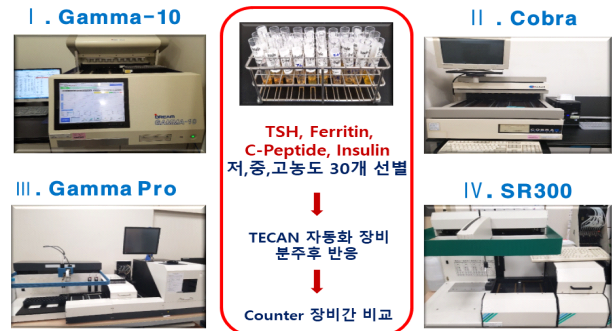 Ⅰ. Gamma-10
Ⅱ. Cobra
TSH, Ferritin,
C-Peptide, Insulin
저,중,고농도 30개 선별
Ⅲ. Gamma Pro
Ⅳ. SR300
TECAN 자동화 장비
분주후 반응
Counter 장비간 비교
GAMMA-10